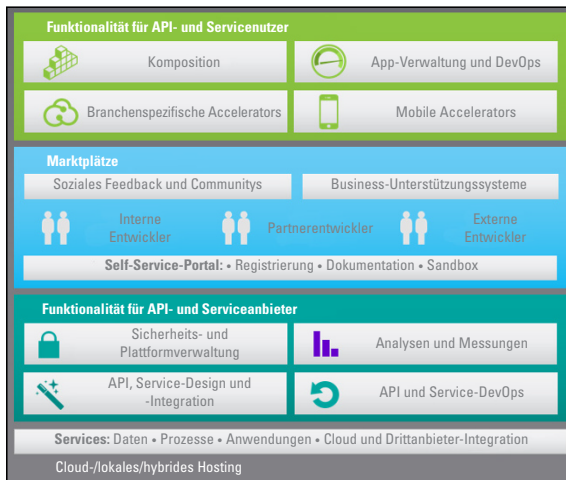 Funktionalität für API- und Servicenutzer
Komposition
App-Verwaltung und DevOps
Branchenspezifische Accelerators
Mobile Accelerators
Marktplätze
Soziales Feedback und Communitys
Business-Unterstützungssysteme
Interne
Entwickler
Partnerentwickler
Externe
Entwickler
Self-Service-Portal: • Registrierung • Dokumentation • Sandbox
Funktionalität für API- und Serviceanbieter
Sicherheits- und
Plattformverwaltung
Analysen und Messungen
API, Service-Design und
-Integration
API und Service-DevOps
Services: Daten • Prozesse • Anwendungen • Cloud und Drittanbieter-Integration
Cloud-/lokales/hybrides Hosting